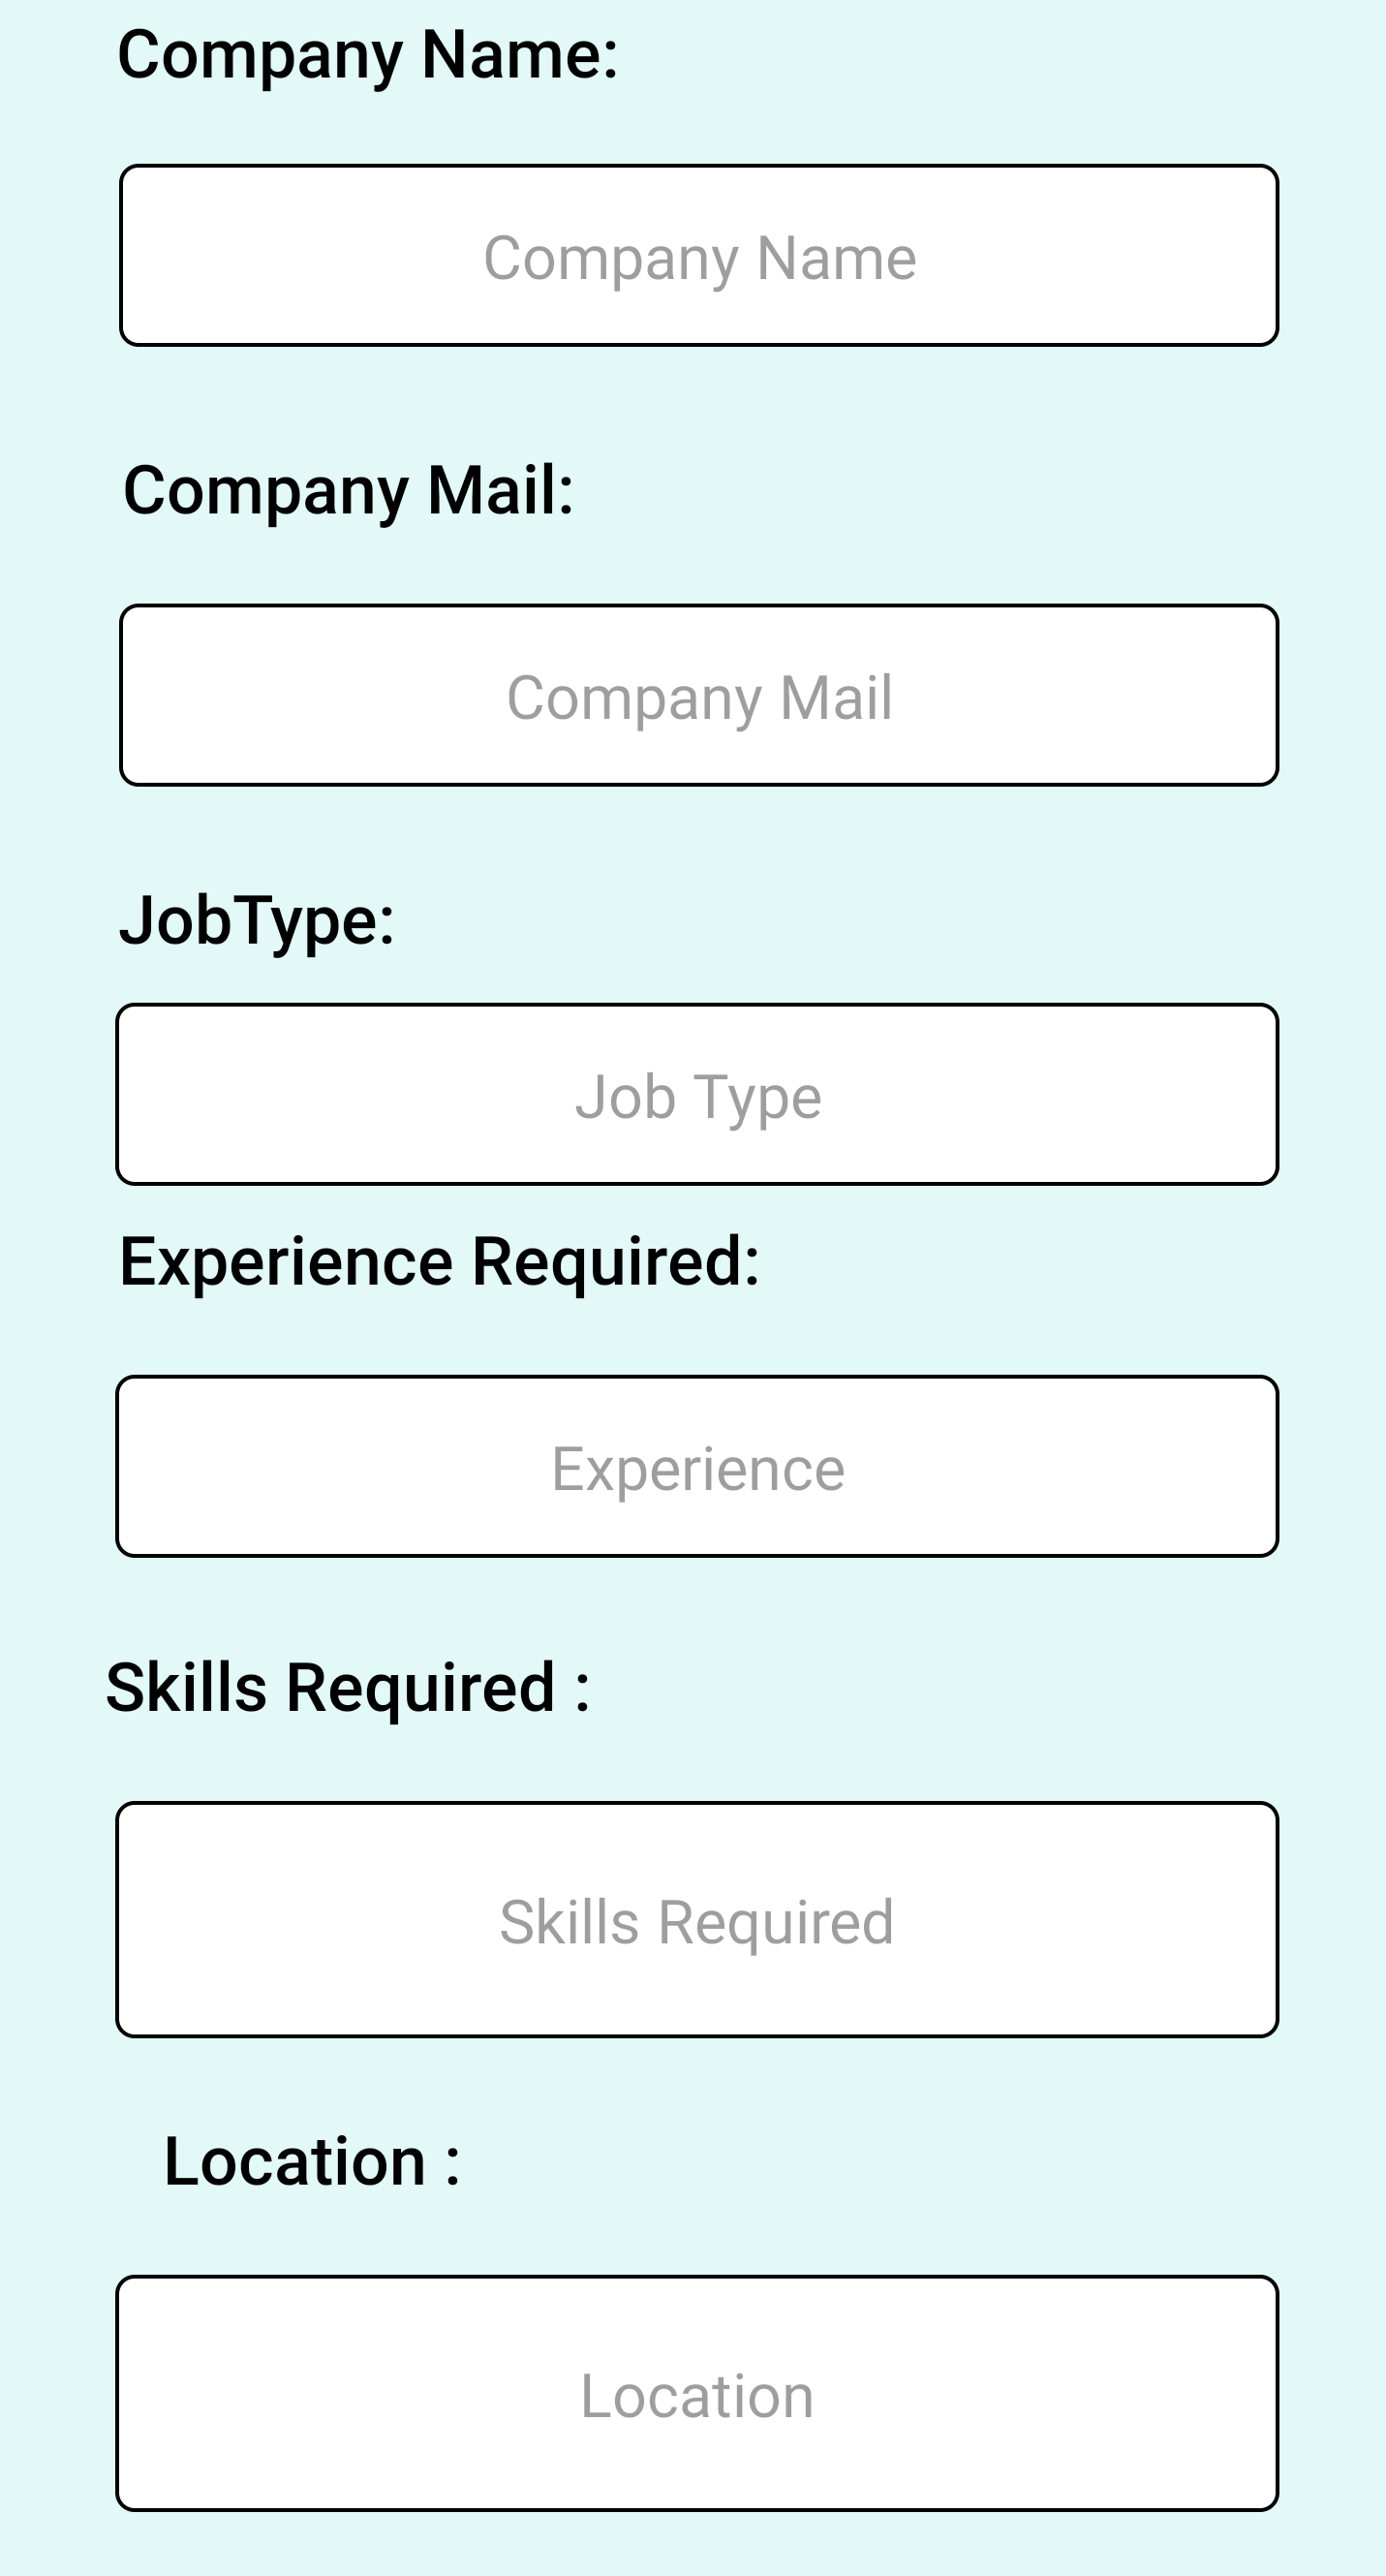 Company Name:
Company Name
Company Mail:
Company Mail
JobType:
Job Type
Experience Required:
Experience
Skills Required :
Skills Required
Location :
Location